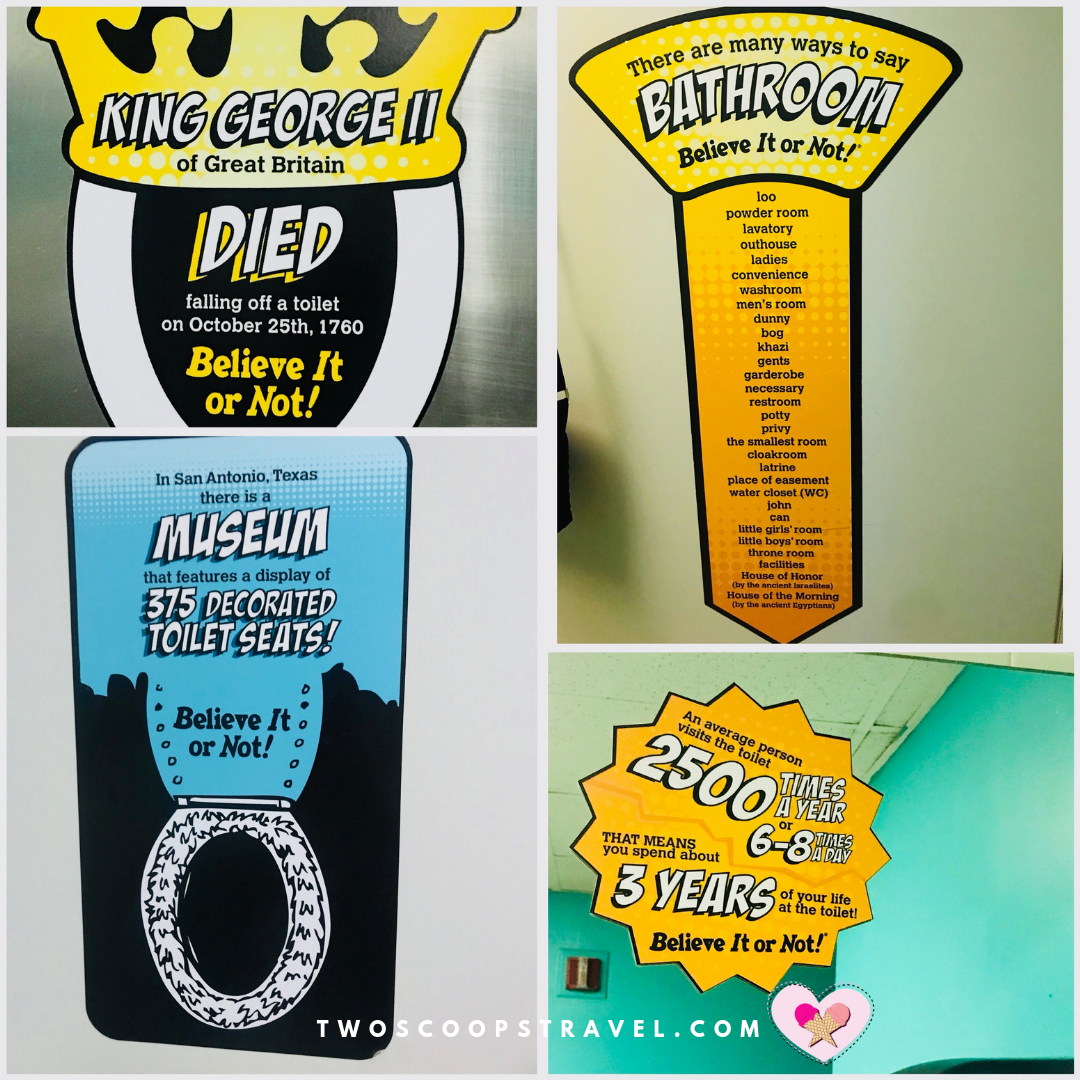 KING GEORGE II
of Great Britain
DIED
falling off a toilet
on October 25th, 1760
Believe It
or Not!
There are many ways to say
BATHROOM
Believe It or Not!
loo
powder room
lavatory
outhouse
ladies
convenience
washroom
men's room
dunny
bog
khazi
gents
garderobe
necessary
restroom
potty
privy
the smallest room
cloakroom
latrine
place of easement
water closet (WC)
john
can
little girls' room
little boys' room
throne room
facilities
House of Honor
(by the ancient Israelites)
House of the Morning
(by the ancient Egyptians)
In San Antonio, Texas
there is a
MUSEUM
that features a display of
375 DECORATED
TOILET SEATS!
Believe It
or Not!
An average person
visits the toilet
2500 TIMES
A YEAR
or
6-8 TIMES
A DAY
THAT MEANS
you spend about
3 YEARS of your life
at the toilet!
Believe It or Not!
TWOSCOOPSTRAVEL.COM